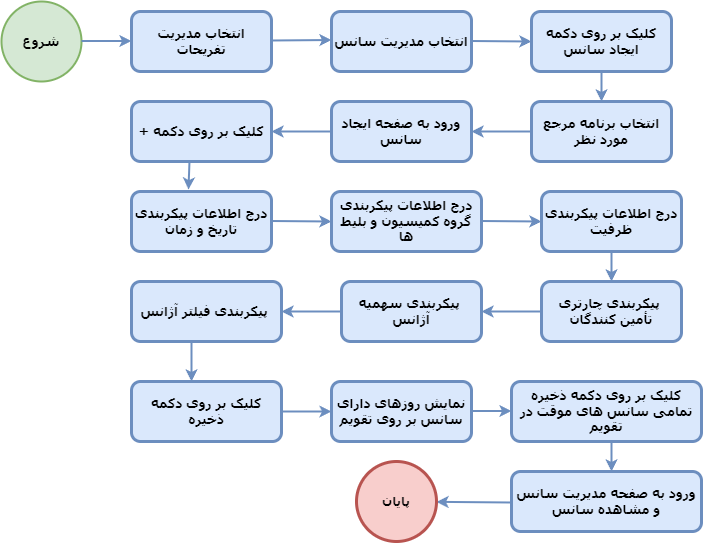 شروع
انتخاب مدیریت
تفریحات
انتخاب مدیریت سانس
کلیک بر روی دکمه
ایجاد سانس
انتخاب برنامه مرجع
مورد نظر
ورود به صفحه ایجاد
سانس
کلیک بر روی دکمه +
درج اطلاعات پیکربندی
تاریخ و زمان
درج اطلاعات پیکربندی
گروه کمیسیون و بلیط
ها
درج اطلاعات پیکربندی
ظرفیت
پیکربندی چارتری
تأمین کنندگان
پیکربندی سهمیه
آژانس
پیکربندی فیلتر آژانس
کلیک بر روی دکمه
ذخیره
نمایش روزهای دارای
سانس بر روی تقویم
کلیک بر روی دکمه ذخیره
تمامی سانس های موقت در
تقویم
ورود به صفحه مدیریت سانس
و مشاهده سانس
پایان